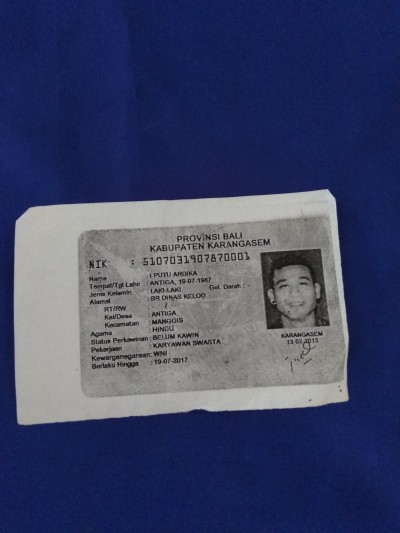 PROVINSI BALI
KABUPATEN KARANGASEM
NIK : 5107031907870001
Nama : I PUTU ARDIKA
Tempat/Tgl Lahir : ANTIGA, 19-07-1987
Jenis Kelamin : LAKI-LAKI Gol. Darah : -
Alamat : BR DINAS KELOD
RT/RW : /
Kel/Desa : ANTIGA
Kecamatan : MANGGIS
Agama : HINDU
Status Perkawinan : BELUM KAWIN
Pekerjaan : KARYAWAN SWASTA
Kewarganegaraan : WNI
Berlaku Hingga : 19-07-2017
KARANGASEM
13-02-2013